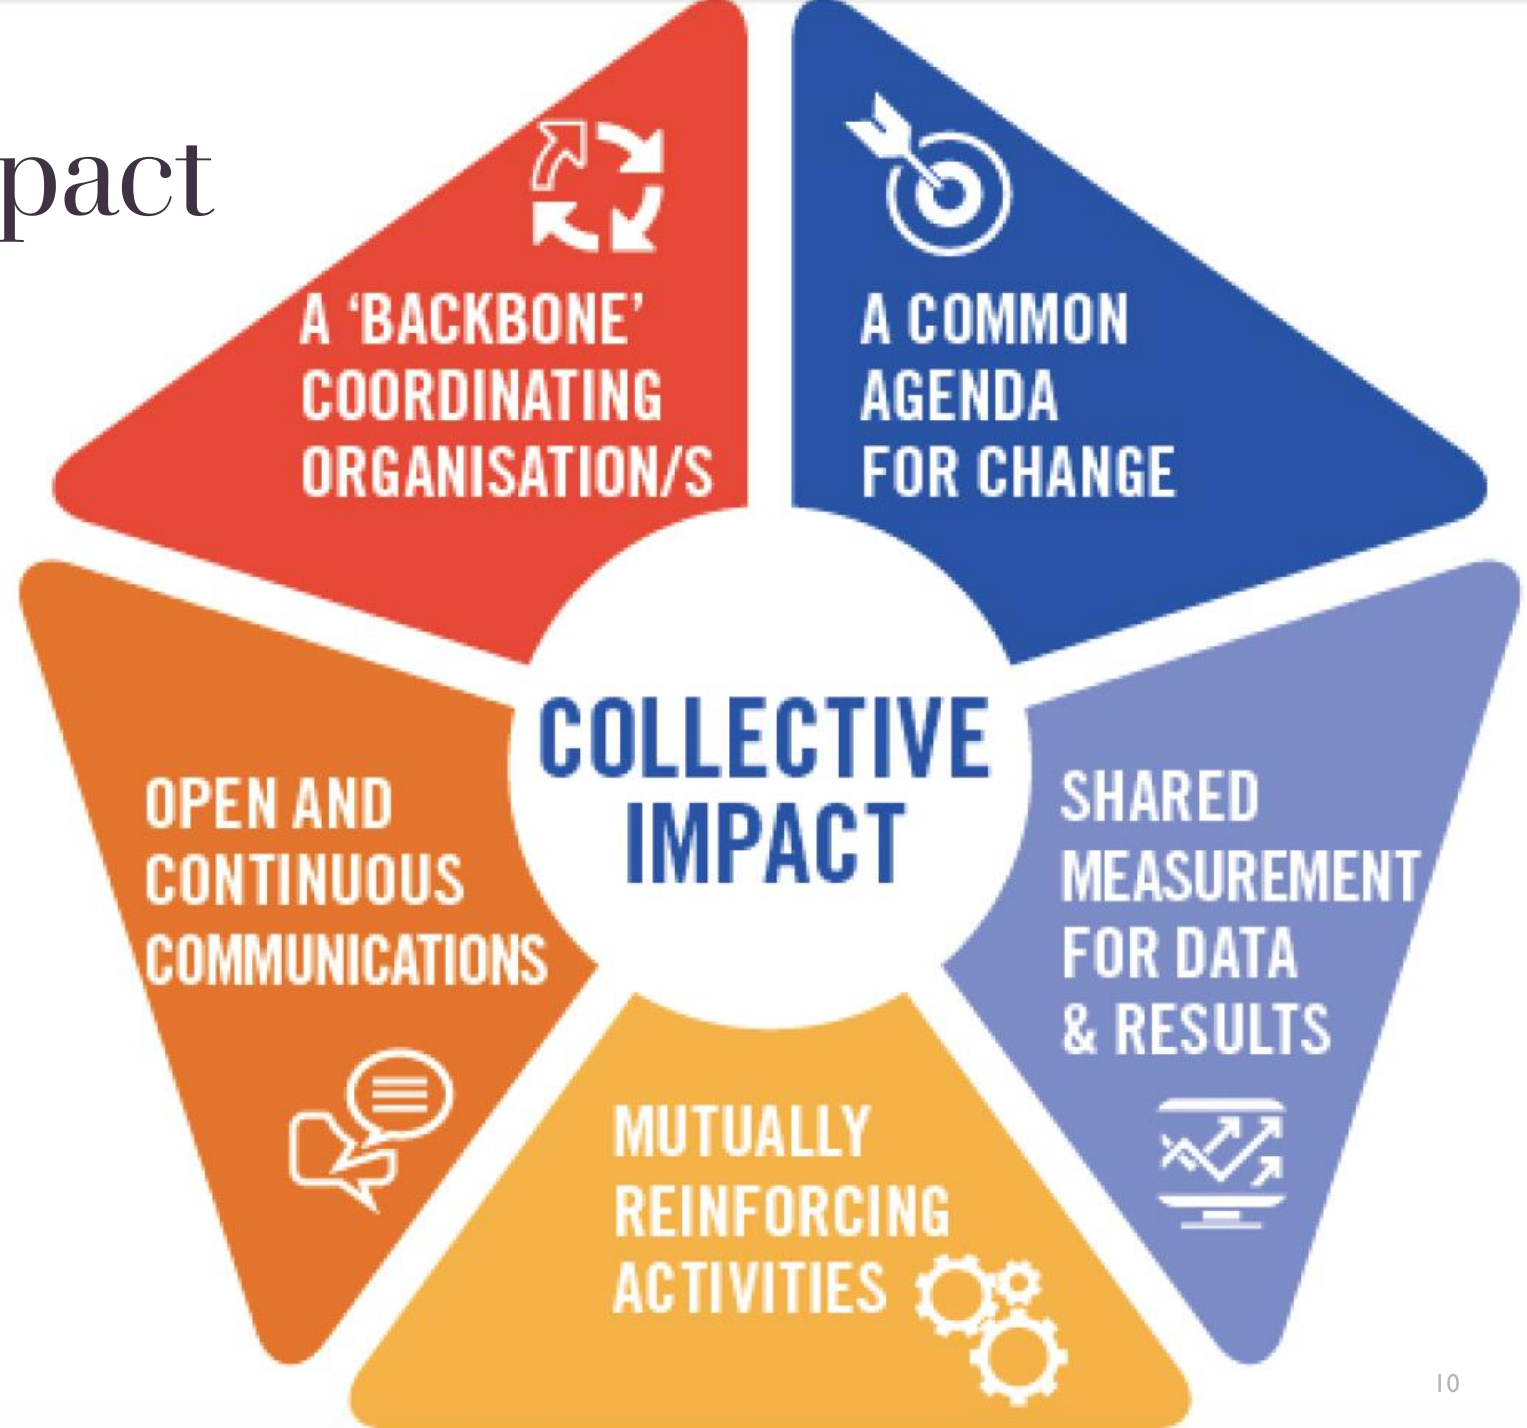 pact
A ‘BACKBONE’
COORDINATING
ORGANISATION/S
A COMMON
AGENDA
FOR CHANGE
COLLECTIVE
IMPACT
OPEN AND
CONTINUOUS
COMMUNICATIONS
SHARED
MEASUREMENT
FOR DATA
& RESULTS
MUTUALLY
REINFORCING
ACTIVITIES
10